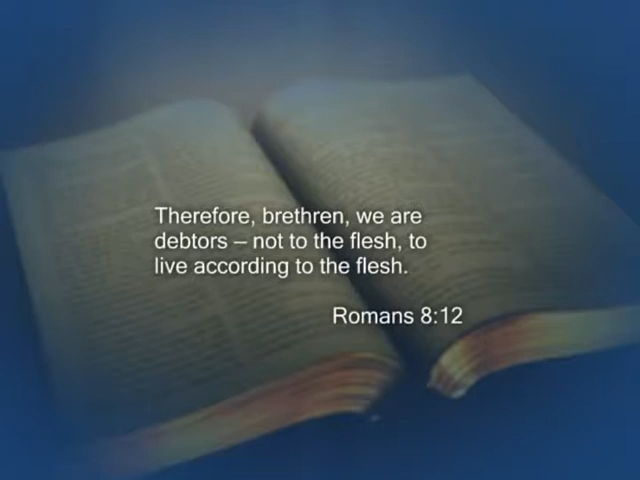 Therefore, brethren, we are
debtors – not to the flesh, to
live according to the flesh.
Romans 8:12